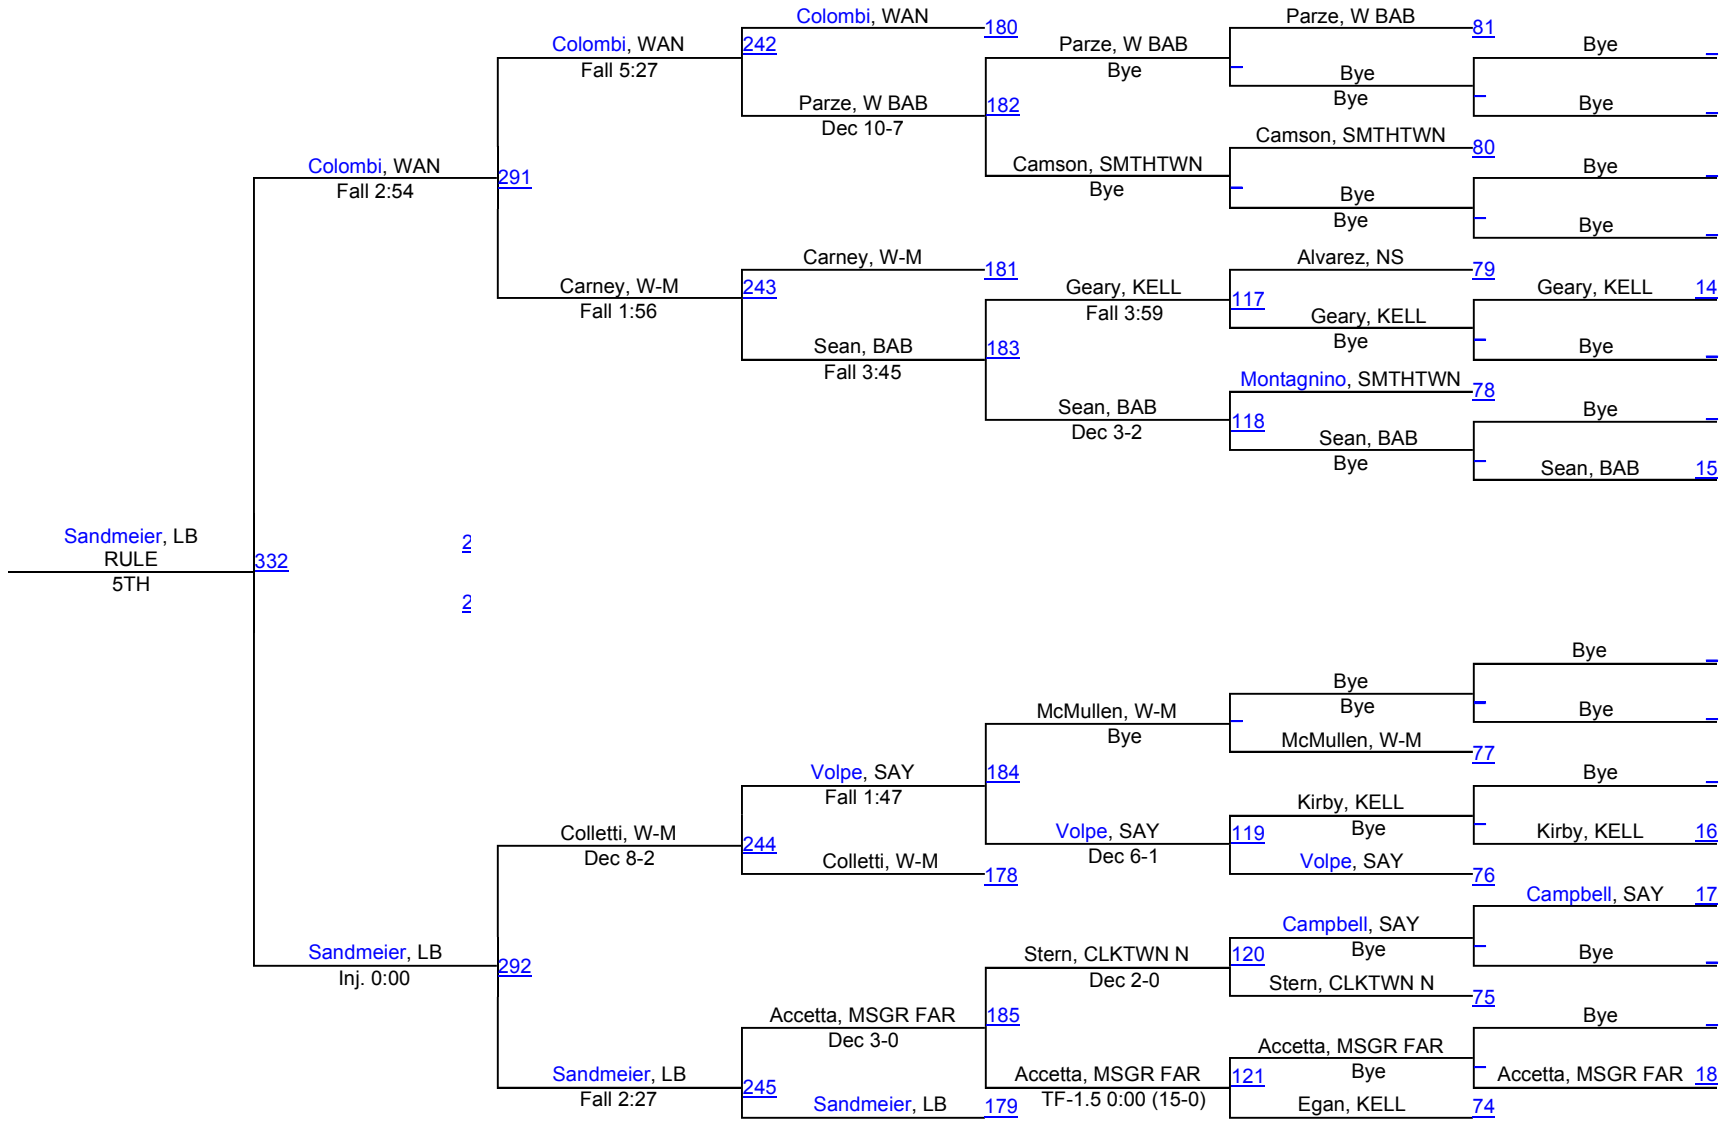 Colombi, WAN
180
Parze, W BAB
81
Colombi, WAN
242
Parze, W BAB
Bye
Fall 5:27
Bye
Bye
Bye
Parze, W BAB
182
Bye
Dec 10-7
Camson, SMTHTWN
80
Colombi, WAN
291
Camson, SMTHTWN
Bye
Fall 2:54
Bye
Bye
Bye
Bye
Carney, W-M
181
Alvarez, NS
79
Carney, W-M
243
Geary, KELL
117
Geary, KELL
14
Fall 1:56
Fall 3:59
Geary, KELL
Bye
Sean, BAB
183
Bye
Fall 3:45
Montagnino, SMTHTWN
78
Sean, BAB
118
Bye
Dec 3-2
Sean, BAB
Bye
Sean, BAB
15
Sandmeier, LB
RULE
332
5TH
2
2
Bye
Bye
Bye
McMullen, W-M
Bye
Bye
McMullen, W-M
77
Volpe, SAY
184
Bye
Fall 1:47
Kirby, KELL
Colletti, W-M
244
Volpe, SAY
119
Bye
Kirby, KELL
16
Dec 8-2
Dec 6-1
Colletti, W-M
178
Volpe, SAY
76
Campbell, SAY
17
Campbell, SAY
Sandmeier, LB
292
Stern, CLKTWN N
120
Bye
Bye
Inj. 0:00
Dec 2-0
Stern, CLKTWN N
75
Accetta, MSGR FAR
185
Bye
Dec 3-0
Accetta, MSGR FAR
Sandmeier, LB
245
Accetta, MSGR FAR
121
Bye
Accetta, MSGR FAR
18
Fall 2:27
TF-1.5 0:00 (15-0)
Sandmeier, LB
179
Egan, KELL
74